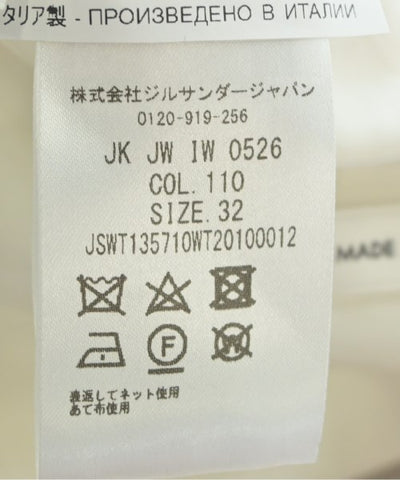 タリア製 - ПРОИЗВЕДЕНО В ИТАЛИИ
株式会社ジルサンダージャパン
0120-919-256
JK JW IW 0526
COL. 110
SIZE. 32
JSWT135710WT20100012
MADE
F
W
裏返してネット使用
あて布使用